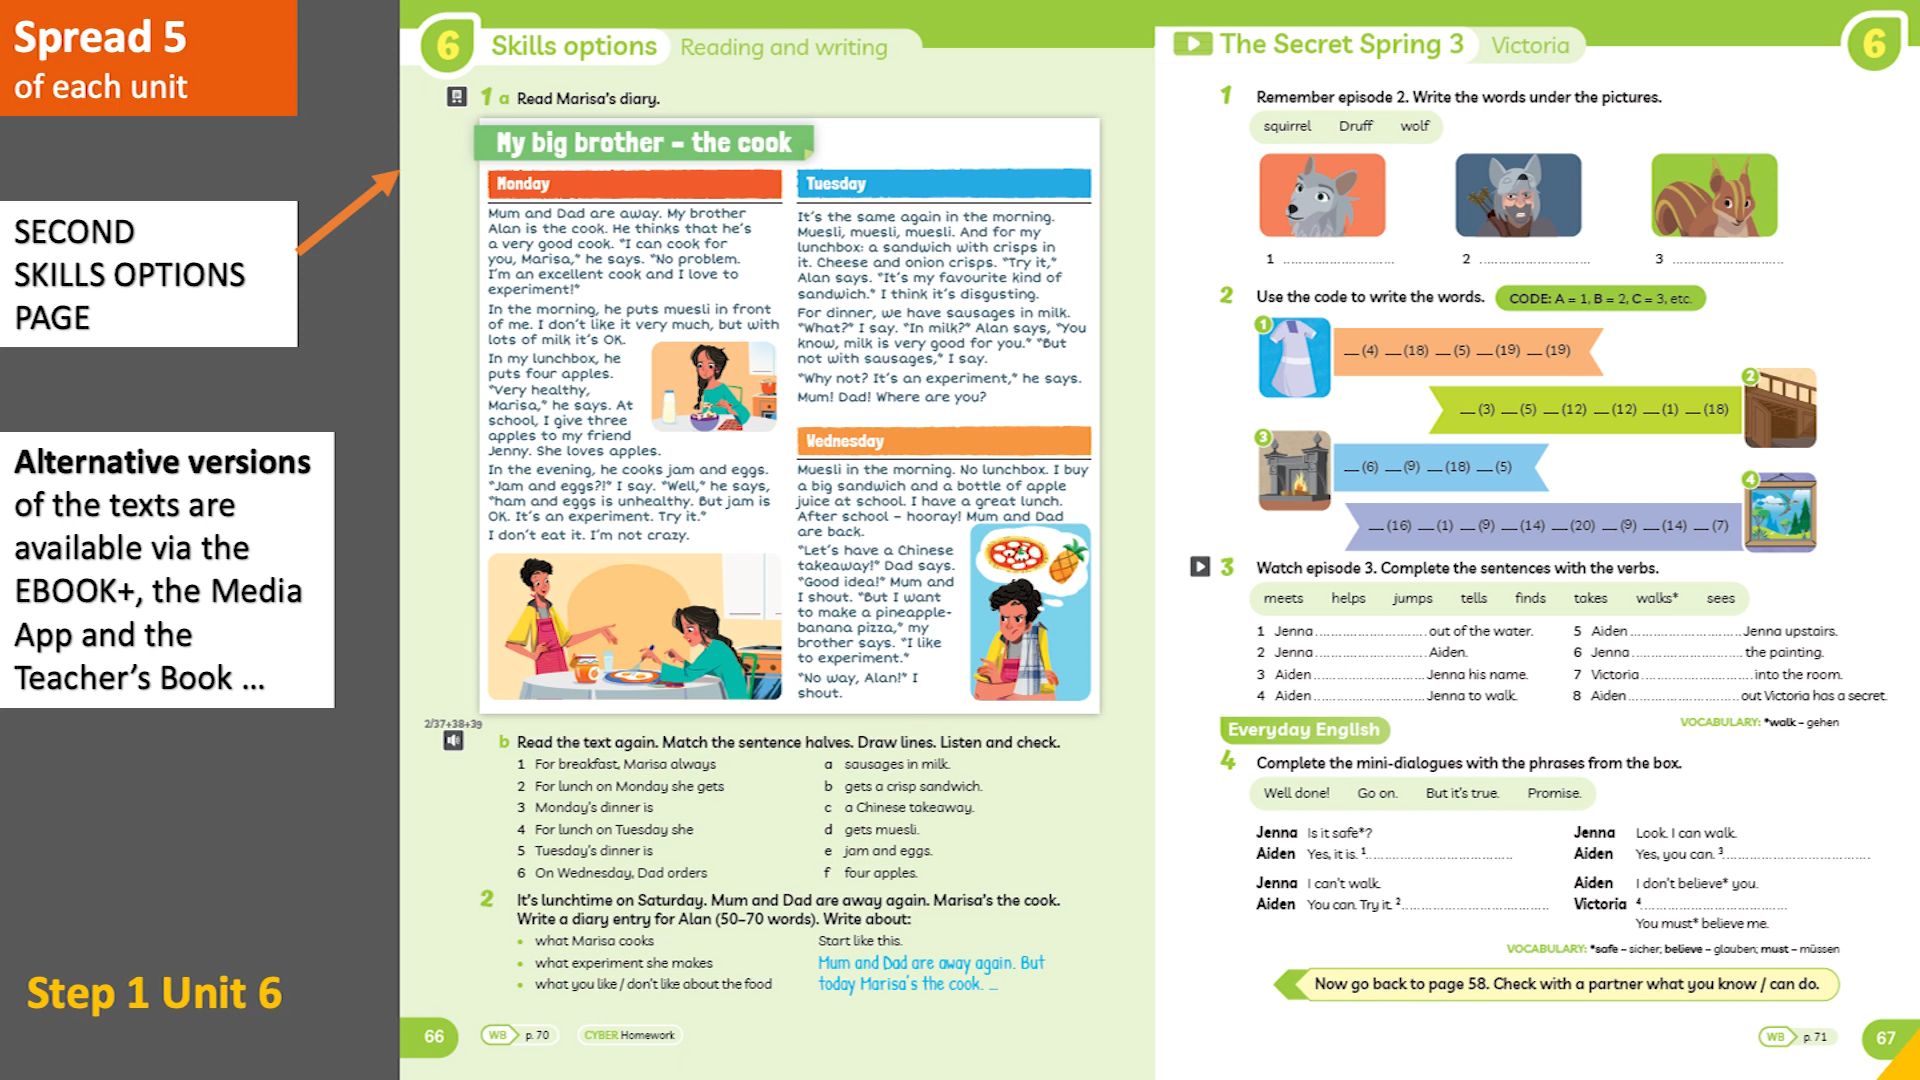 Spread 5
of each unit
SECOND
SKILLS OPTIONS
PAGE
Alternative versions
of the texts are
available via the
EBOOK+, the Media
App and the
Teacher's Book ...
Step 1 Unit 6
6 Skills options Reading and writing
1 a Read Marisa's diary.
My big brother – the cook
Monday
Mum and Dad are away. My brother
Alan is the cook. He thinks that he's
a very good cook. "I can cook for
you, Marisa," he says. "No problem.
I'm an excellent cook and I love to
experiment!"
In the morning, he puts muesli in front
of me. I don't like it very much, but with
lots of milk it's OK.
In my lunchbox, he
puts four apples.
"Very healthy,
Marisa," he says. At
school, I give three
apples to my friend
Jenny. She loves apples.
In the evening, he cooks jam and eggs.
"Jam and eggs?!" I say. "Well," he says,
"ham and eggs is unhealthy. But jam is
OK. It's an experiment. Try it."
I don't eat it. I'm not crazy.
Tuesday
It's the same again in the morning.
Muesli, muesli, muesli. And for my
lunchbox: a sandwich with crisps in
it. Cheese and onion crisps. "Try it,"
Alan says. "It's my favourite kind of
sandwich." I think it's disgusting.
For dinner, we have sausages in milk.
"What?" I say. "In milk?" Alan says, "You
know, milk is very good for you." "But
not with sausages," I say.
"Why not? It's an experiment," he says.
Mum! Dad! Where are you?
Wednesday
Muesli in the morning. No lunchbox. I buy
a big sandwich and a bottle of apple
juice at school. I have a great lunch.
After school – hooray! Mum and Dad
are back.
"Let's have a Chinese
takeaway!" Dad says.
"Good idea!" Mum and
I shout. "But I want
to make a pineapple-
banana pizza," my
brother says. "I like
to experiment."
"No way, Alan!" I
shout.
2/37+38+39
b Read the text again. Match the sentence halves. Draw lines. Listen and check.
1 For breakfast, Marisa always a sausages in milk.
2 For lunch on Monday she gets b gets a crisp sandwich.
3 Monday's dinner is c a Chinese takeaway.
4 For lunch on Tuesday she d gets muesli.
5 Tuesday's dinner is e jam and eggs.
6 On Wednesday, Dad orders f four apples.
2 It's lunchtime on Saturday. Mum and Dad are away again. Marisa's the cook.
Write a diary entry for Alan (50–70 words). Write about:
• what Marisa cooks
• what experiment she makes
• what you like / don't like about the food
Start like this.
Mum and Dad are away again. But
today Marisa's the cook. ...
66 WB p. 70 CYBER Homework
The Secret Spring 3 Victoria 6
1 Remember episode 2. Write the words under the pictures.
squirrel Druff wolf
1 ............ 2 ............ 3 ............
2 Use the code to write the words. CODE: A = 1, B = 2, C = 3, etc.
1 __ (4) __ (18) __ (5) __ (19) __ (19)
2 __ (3) __ (5) __ (12) __ (12) __ (1) __ (18)
3 __ (6) __ (9) __ (18) __ (5)
4 __ (16) __ (1) __ (9) __ (14) __ (20) __ (9) __ (14) __ (7)
3 Watch episode 3. Complete the sentences with the verbs.
meets helps jumps tells finds takes walks* sees
1 Jenna ............ out of the water.
2 Jenna ............ Aiden.
3 Aiden ............ Jenna his name.
4 Aiden ............ Jenna to walk.
5 Aiden ............ Jenna upstairs.
6 Jenna ............ the painting.
7 Victoria ............ into the room.
8 Aiden ............ out Victoria has a secret.
VOCABULARY: *walk – gehen
Everyday English
4 Complete the mini-dialogues with the phrases from the box.
Well done! Go on. But it's true. Promise.
Jenna Is it safe*?
Aiden Yes, it is. 1 ............
Jenna I can't walk.
Aiden You can. Try it. 2 ............
Jenna Look. I can walk.
Aiden Yes, you can. 3 ............
Aiden I don't believe* you.
Victoria 4 ............
You must* believe me.
VOCABULARY: *safe – sicher; believe – glauben; must – müssen
Now go back to page 58. Check with a partner what you know / can do.
WB p. 71 67